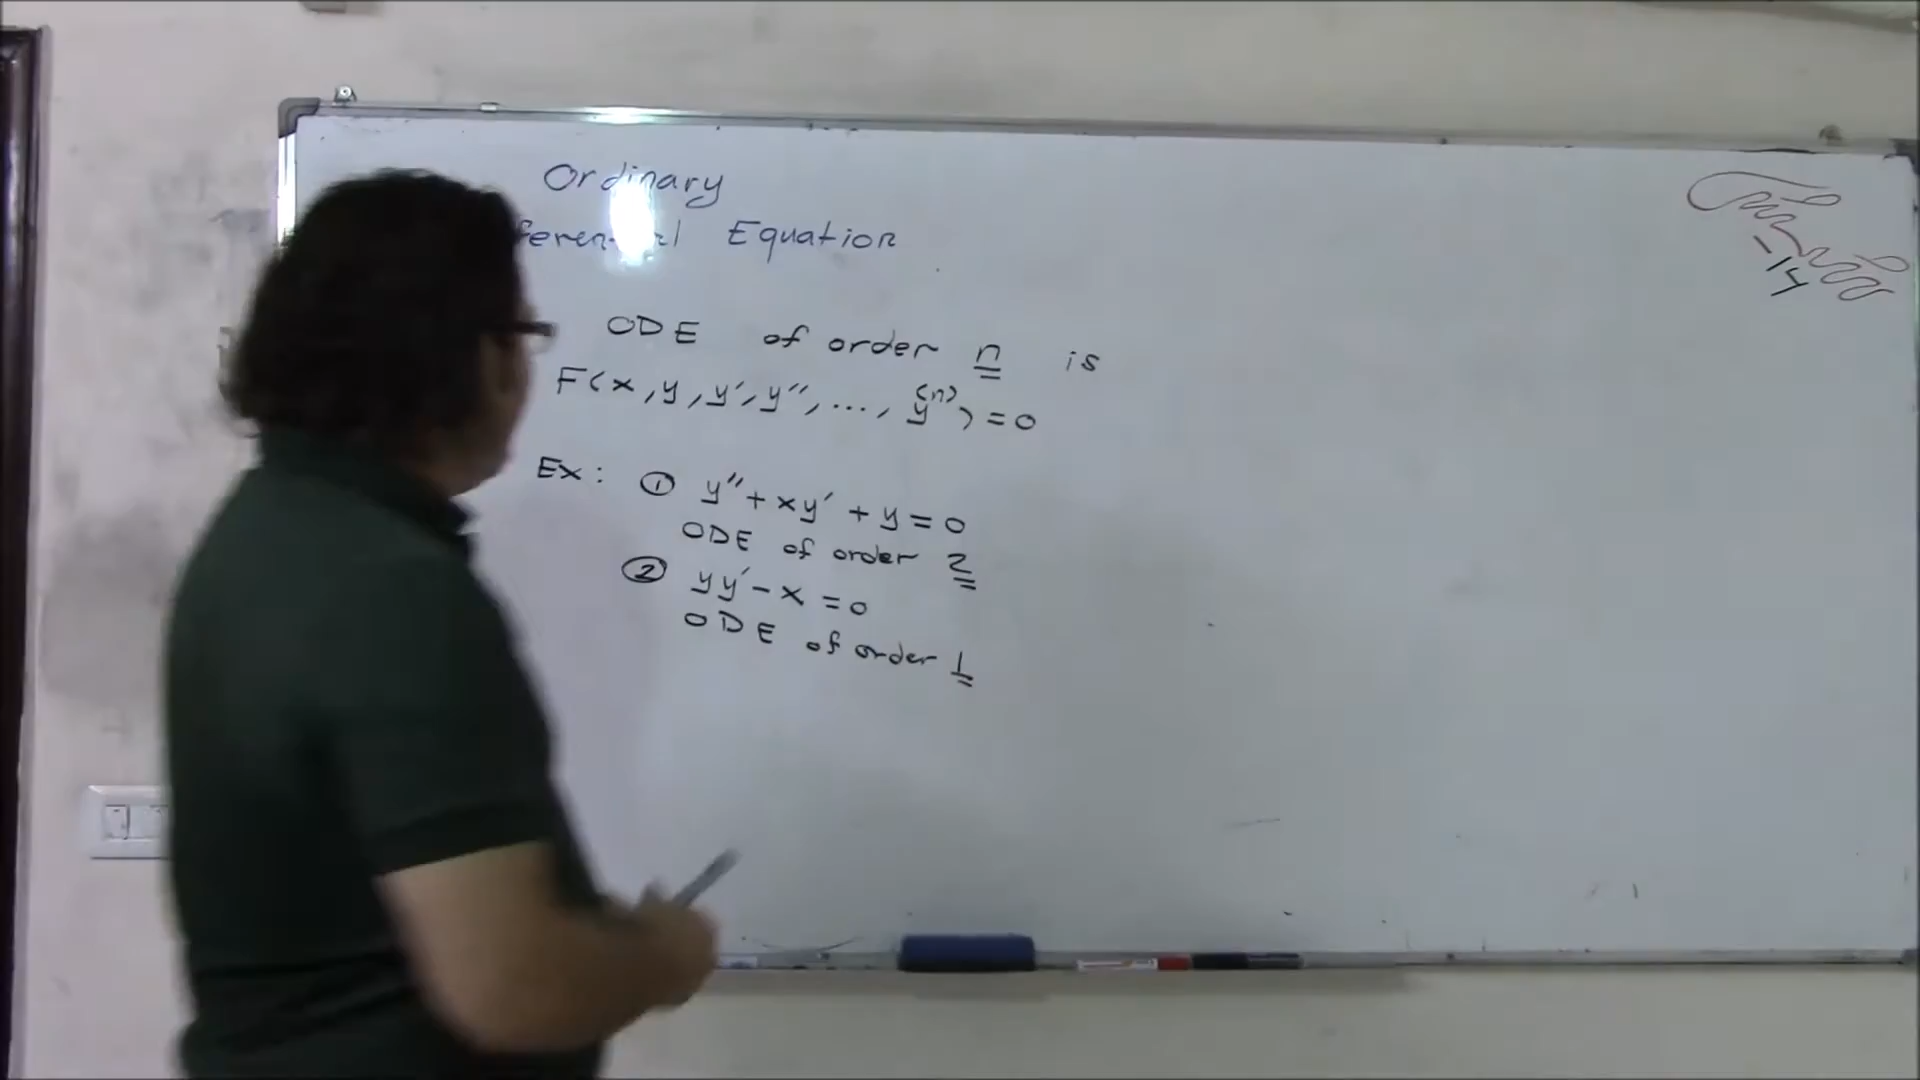 Ordinary
Equation
ODE of order n is
F(x, y, y', y'', ..., y⁽ⁿ⁾) = 0
Ex: ① y'' + xy' + y = 0
ODE of order 2
② yy' - x = 0
ODE of order 1